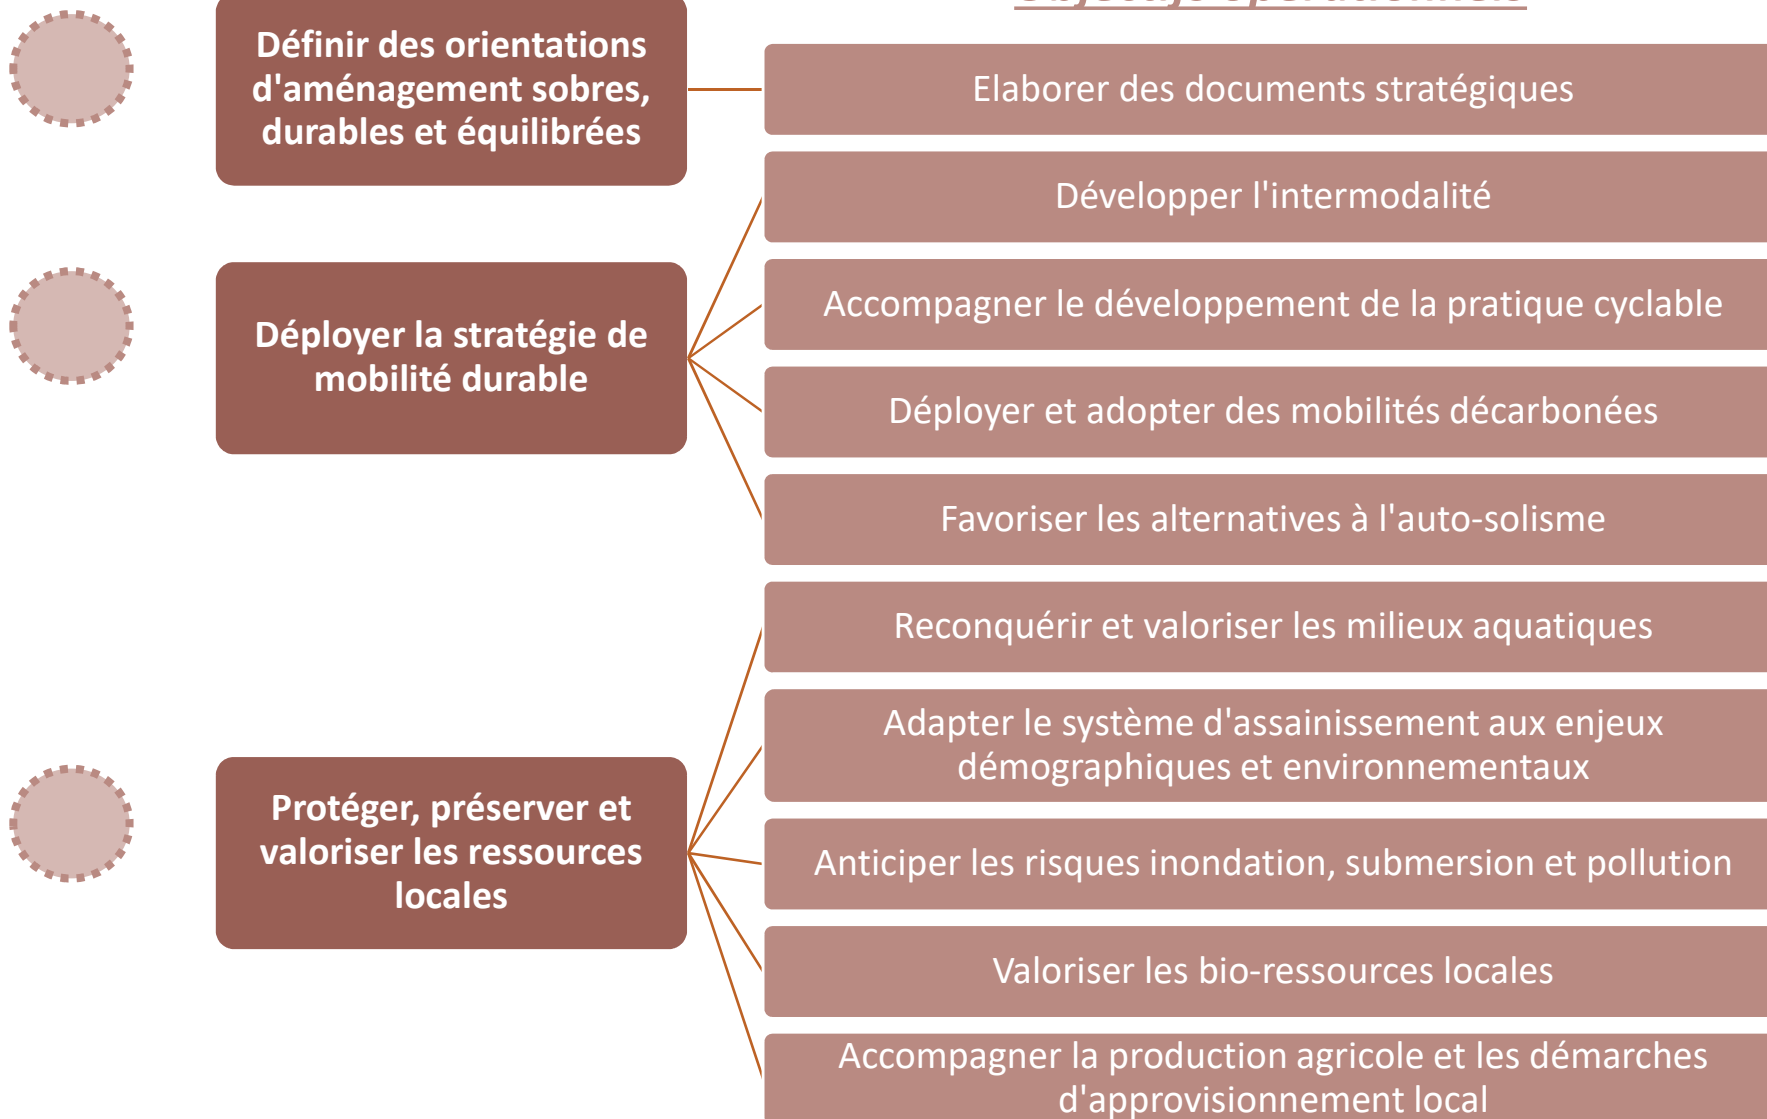 Objectifs opérationnels
Définir des orientations
d'aménagement sobres,
durables et équilibrées
Elaborer des documents stratégiques
Déployer la stratégie de
mobilité durable
Développer l'intermodalité
Accompagner le développement de la pratique cyclable
Déployer et adopter des mobilités décarbonées
Favoriser les alternatives à l'auto-solisme
Protéger, préserver et
valoriser les ressources
locales
Reconquérir et valoriser les milieux aquatiques
Adapter le système d'assainissement aux enjeux
démographiques et environnementaux
Anticiper les risques inondation, submersion et pollution
Valoriser les bio-ressources locales
Accompagner la production agricole et les démarches
d'approvisionnement local